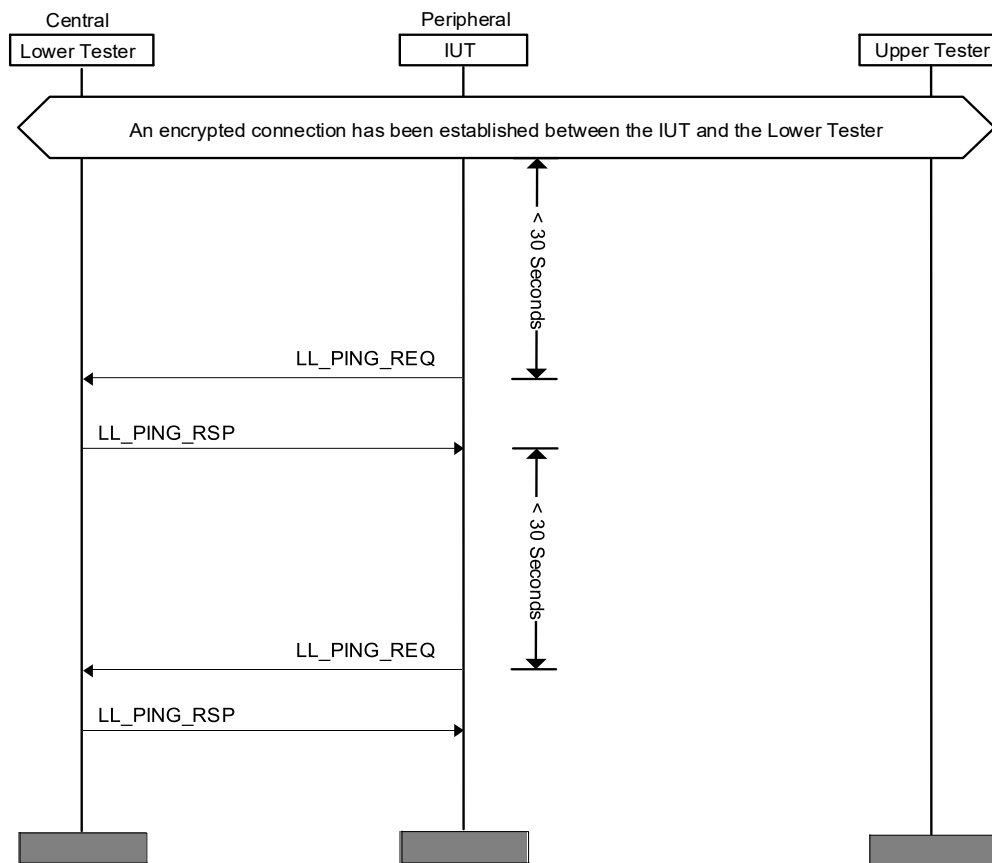 Central
Peripheral
Lower Tester
IUT
Upper Tester
An encrypted connection has been established between the IUT and the Lower Tester
< 30 Seconds
LL_PING_REQ
LL_PING_RSP
< 30 Seconds
LL_PING_REQ
LL_PING_RSP